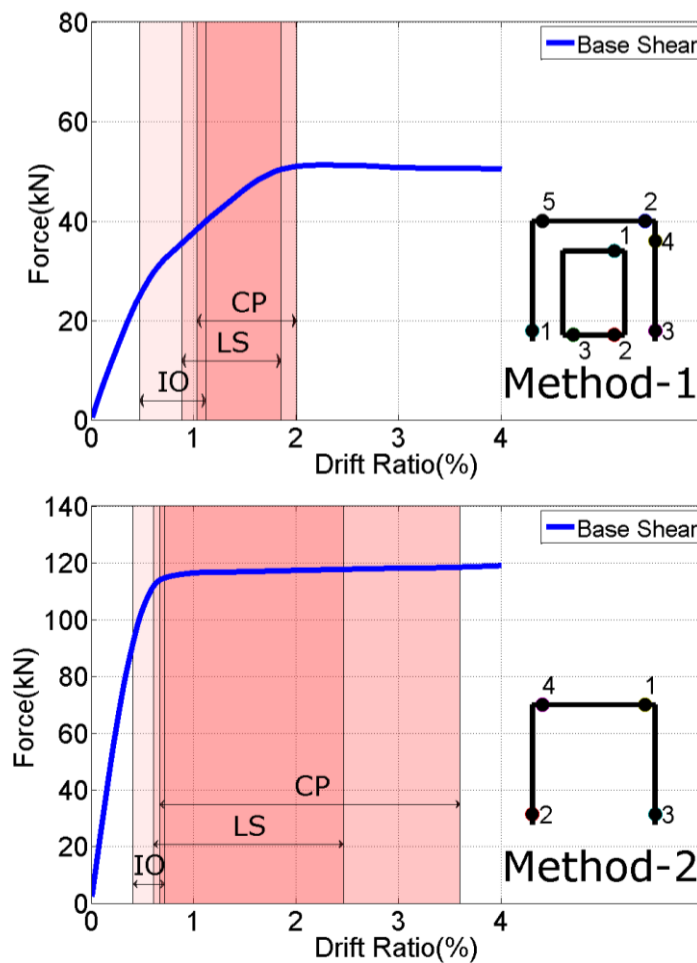 80
Base Shear
60
Force(kN)
40
5
2
4
1
CP
20
LS
1
3
3
2
IO
Method-1
0
0
1
2
3
4
Drift Ratio(%)
140
Base Shear
120
100
80
Force(kN)
4
1
60
40
CP
2
3
20
LS
IO
Method-2
0
0
1
2
3
4
Drift Ratio(%)